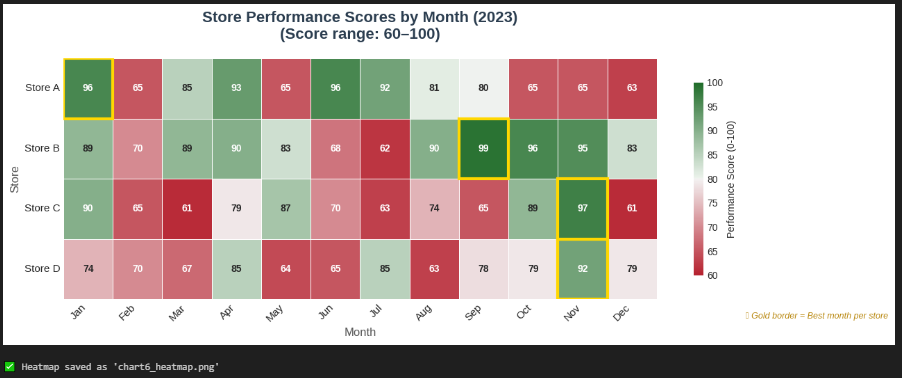 Store Performance Scores by Month (2023)
(Score range: 60–100)
Store
Store A 96 65 85 93 65 96 92 81 80 65 65 63
Store B 89 70 89 90 83 68 62 90 99 96 95 83
Store C 90 65 61 79 87 70 63 74 65 89 97 61
Store D 74 70 67 85 64 65 85 63 78 79 92 79
Jan Feb Mar Apr May Jun Jul Aug Sep Oct Nov Dec
Month
100
95
90
85
80
75
70
65
60
Performance Score (0-100)
▯ Gold border = Best month per store
✅ Heatmap saved as 'chart6_heatmap.png'